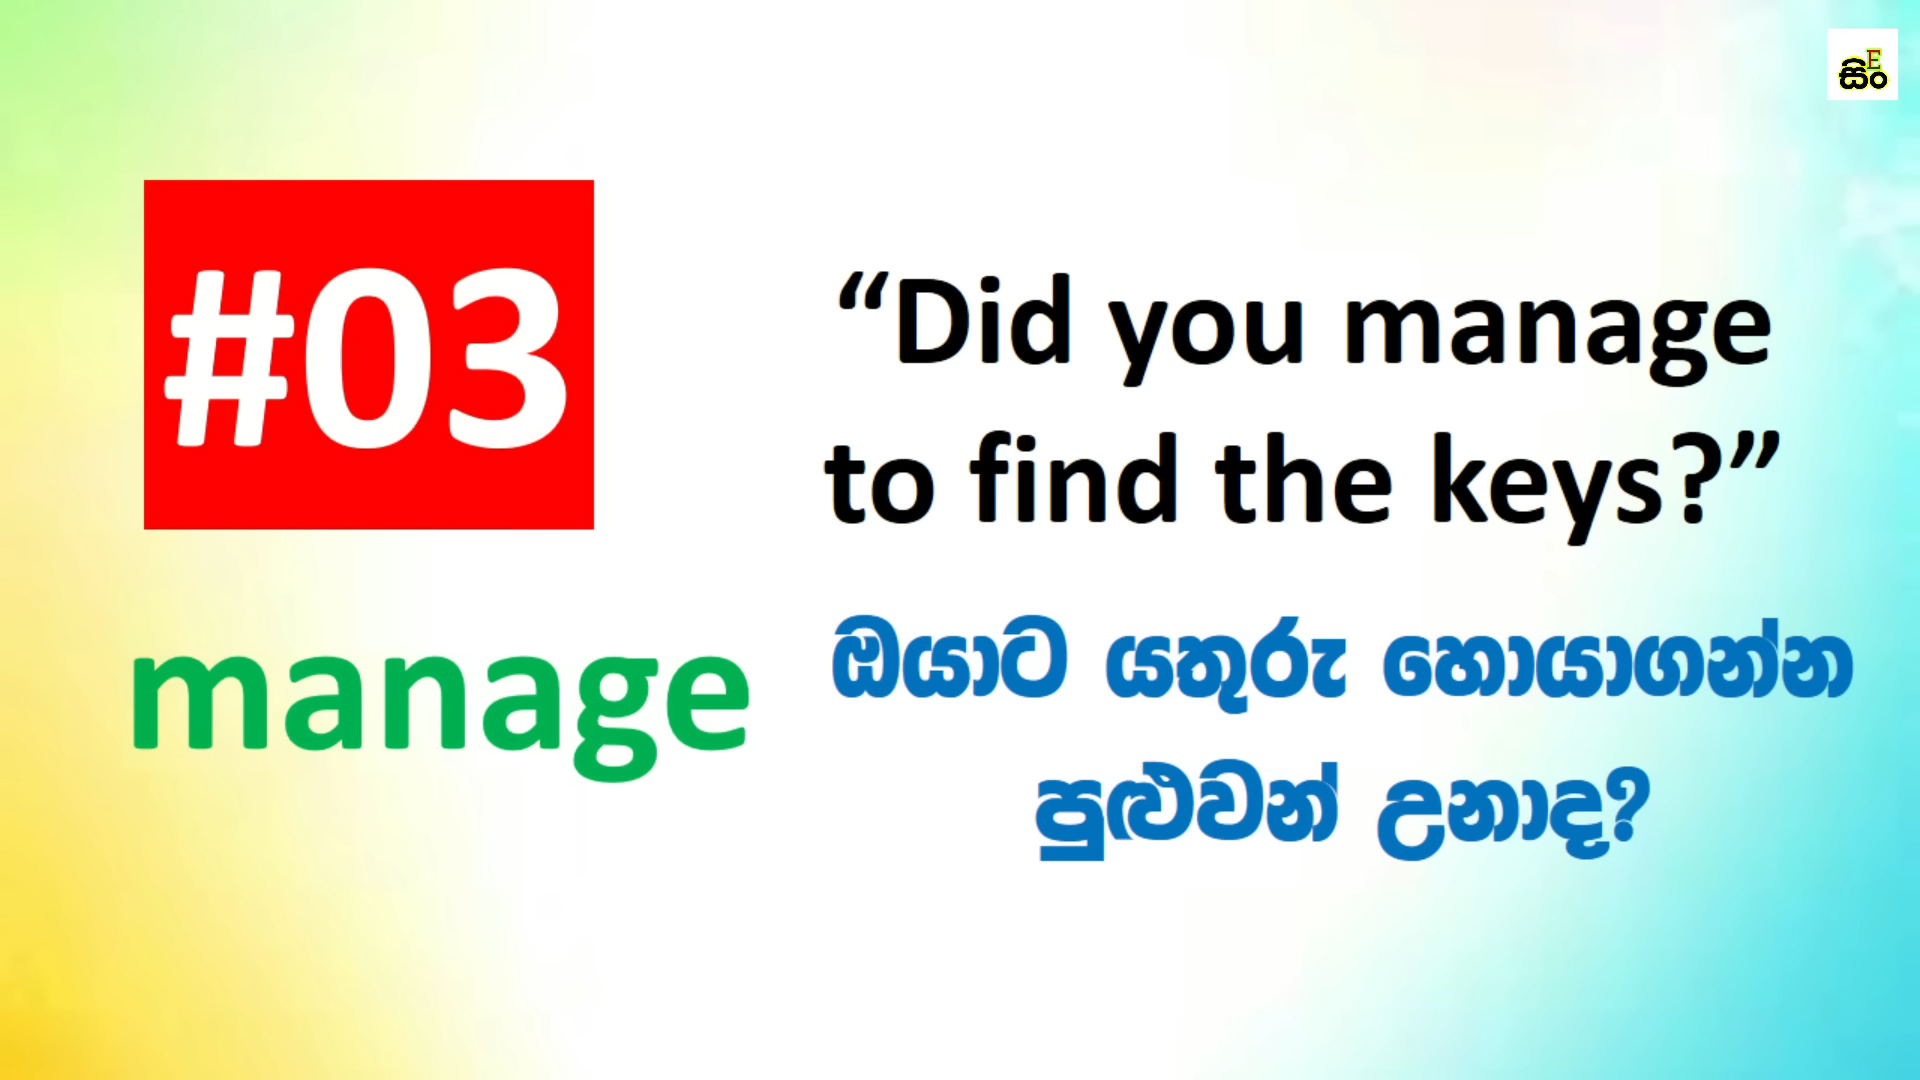 #03
manage
“Did you manage
to find the keys?”
ඔයාට යතුරු හොයාගන්න
පුළුවන් උනාද?
සිංE